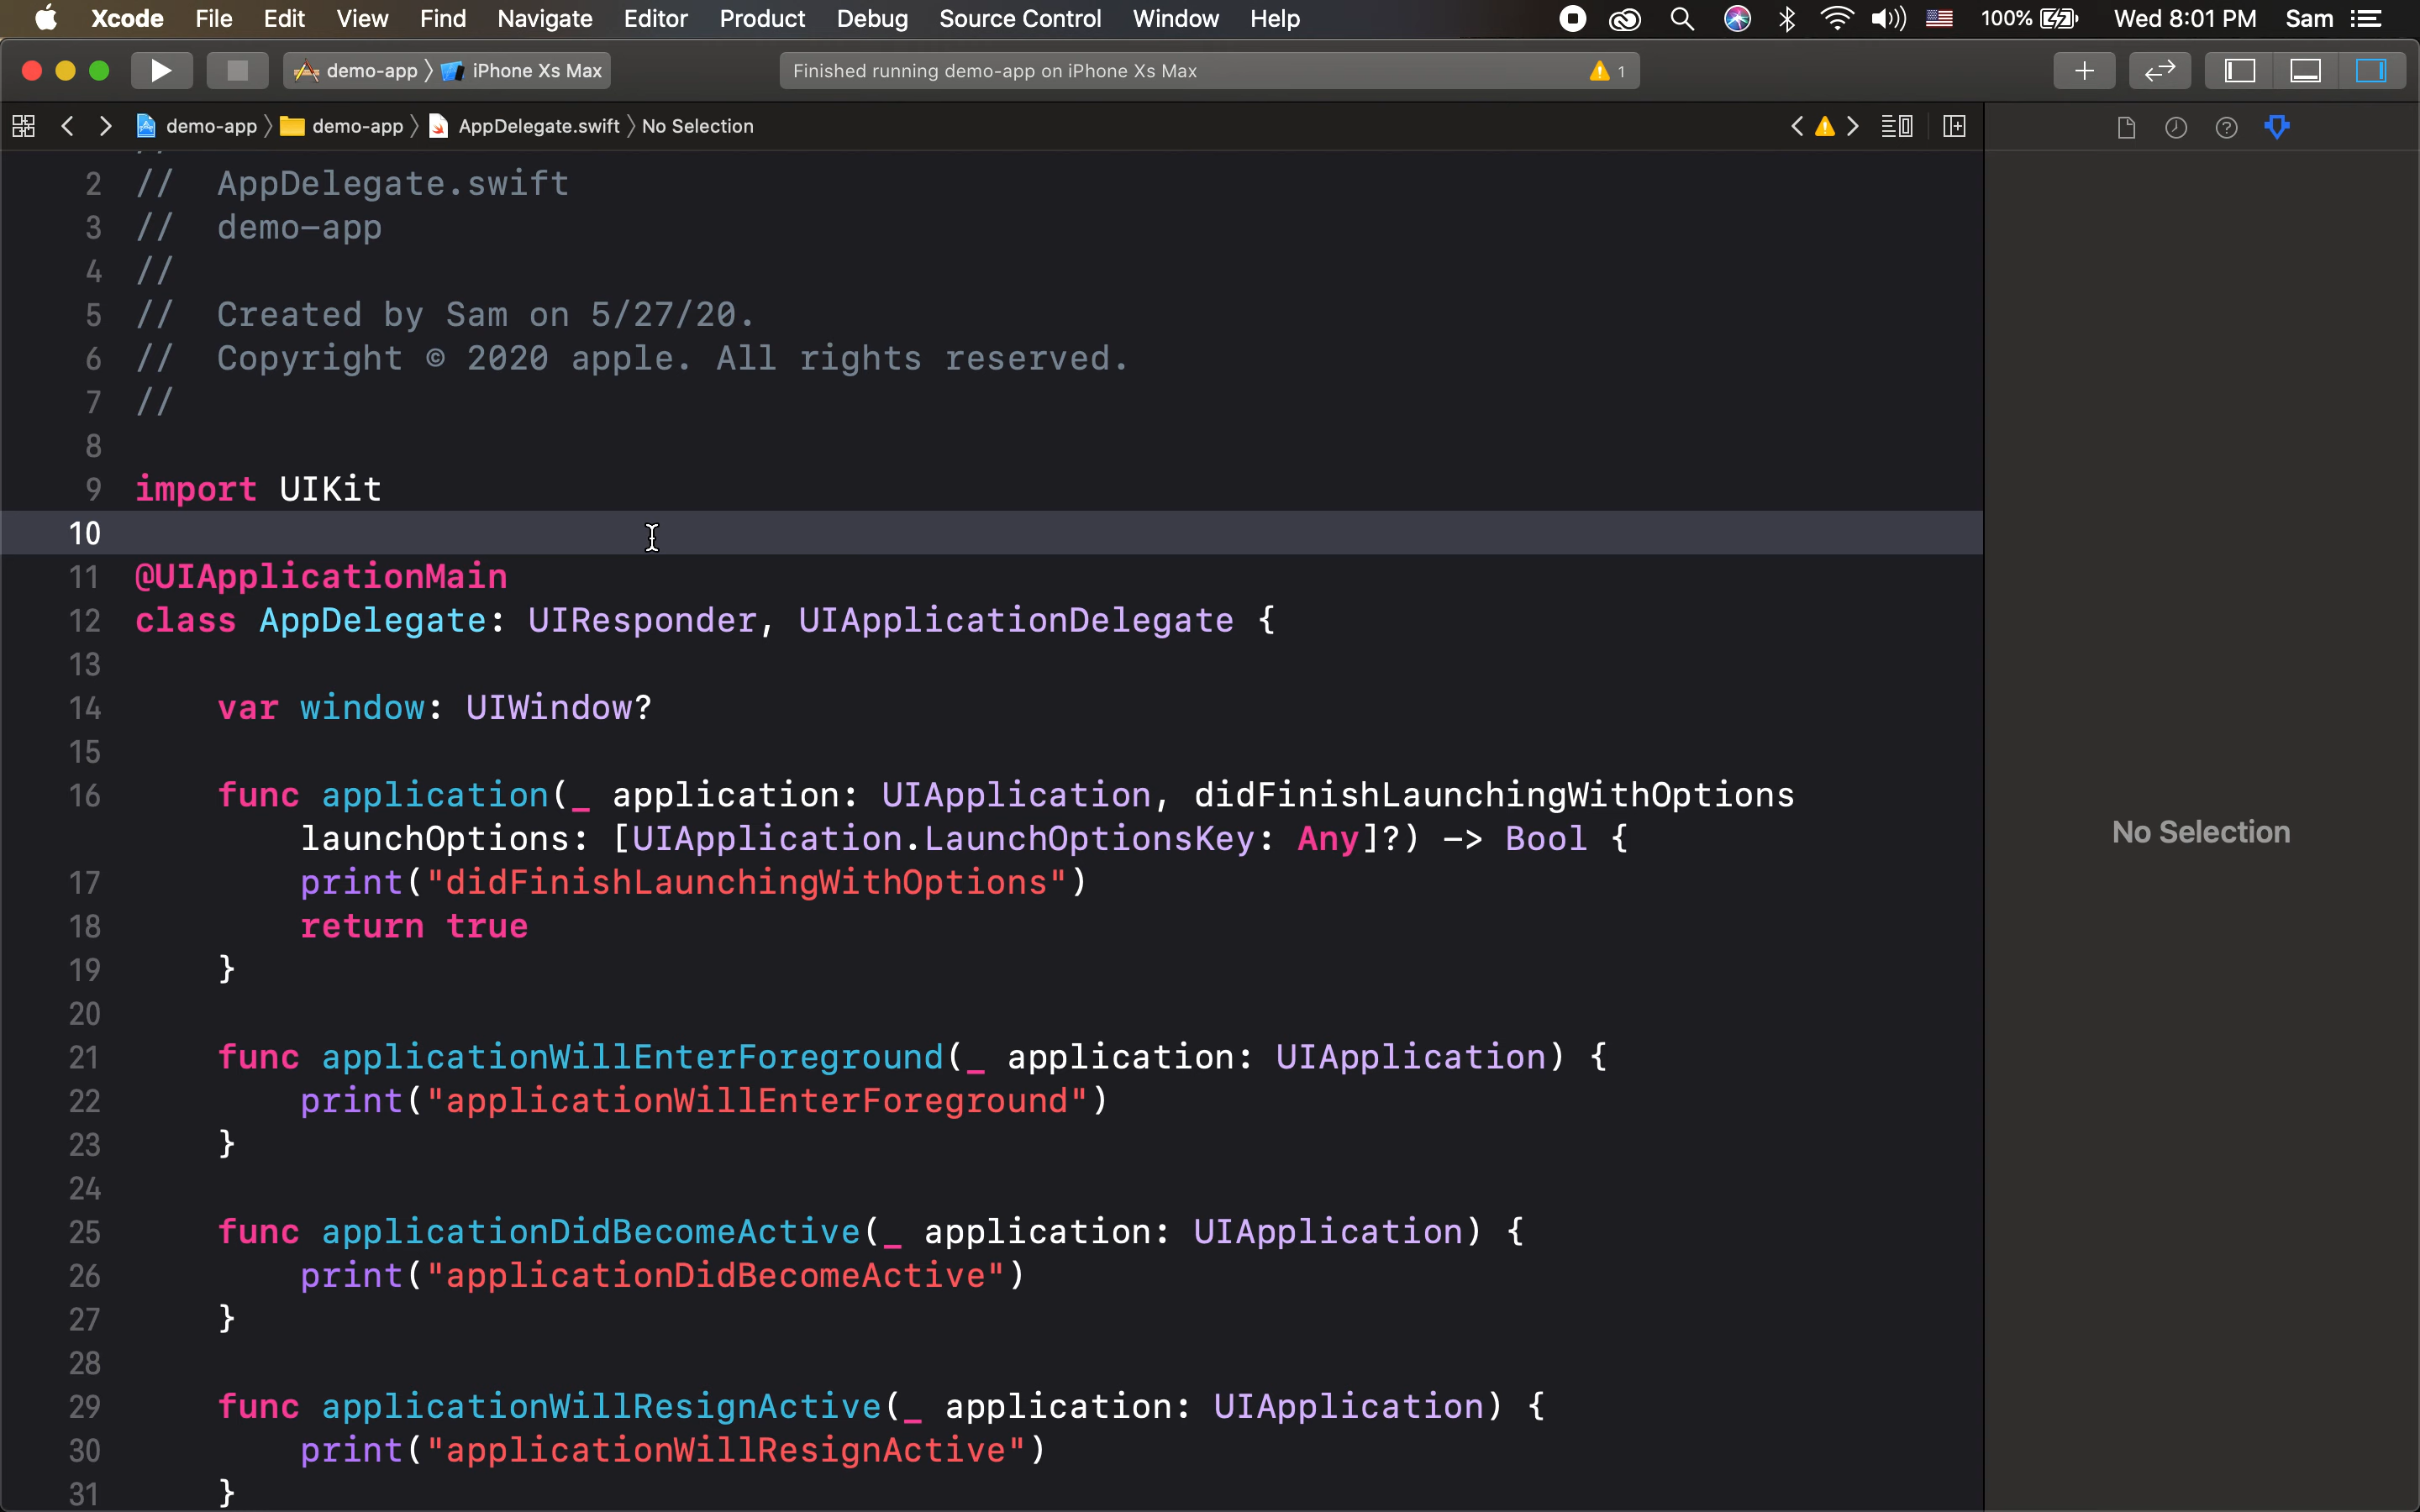 Xcode File Edit View Find Navigate Editor Product Debug Source Control Window Help 100% Wed 8:01 PM Sam
demo-app 〉 iPhone Xs Max Finished running demo-app on iPhone Xs Max 1
demo-app 〉 demo-app 〉 AppDelegate.swift 〉 No Selection
2 //  AppDelegate.swift
3 //  demo-app
4 //
5 //  Created by Sam on 5/27/20.
6 //  Copyright © 2020 apple. All rights reserved.
7 //
8
9 import UIKit
10
11 @UIApplicationMain
12 class AppDelegate: UIResponder, UIApplicationDelegate {
13
14     var window: UIWindow?
15
16     func application(_ application: UIApplication, didFinishLaunchingWithOptions
launchOptions: [UIApplication.LaunchOptionsKey: Any]?) -> Bool {
17         print("didFinishLaunchingWithOptions")
18         return true
19     }
20
21     func applicationWillEnterForeground(_ application: UIApplication) {
22         print("applicationWillEnterForeground")
23     }
24
25     func applicationDidBecomeActive(_ application: UIApplication) {
26         print("applicationDidBecomeActive")
27     }
28
29     func applicationWillResignActive(_ application: UIApplication) {
30         print("applicationWillResignActive")
31     }
No Selection